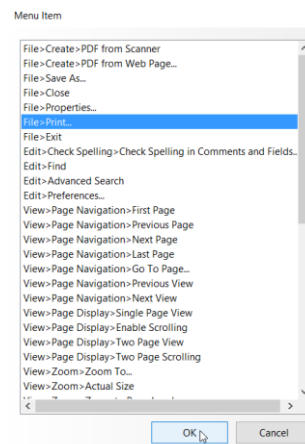 Menu Item
File>Create>PDF from Scanner
File>Create>PDF from Web Page...
File>Save As...
File>Close
File>Properties...
File>Print...
File>Exit
Edit>Check Spelling>Check Spelling in Comments and Fields..
Edit>Find
Edit>Advanced Search
Edit>Preferences...
View>Page Navigation>First Page
View>Page Navigation>Previous Page
View>Page Navigation>Next Page
View>Page Navigation>Last Page
View>Page Navigation>Go To Page...
View>Page Navigation>Previous View
View>Page Navigation>Next View
View>Page Display>Single Page View
View>Page Display>Enable Scrolling
View>Page Display>Two Page View
View>Page Display>Two Page Scrolling
View>Zoom>Zoom To...
View>Zoom>Actual Size
OK
Cancel